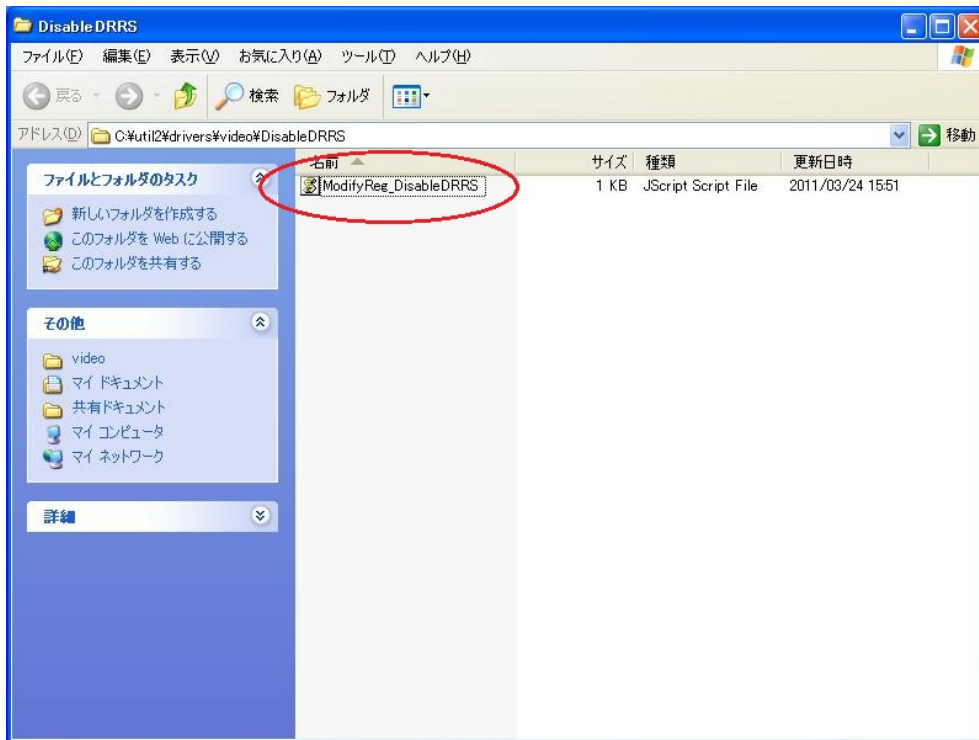 DisableDRRS
ファイル(F) 編集(E) 表示(V) お気に入り(A) ツール(T) ヘルプ(H)
戻る 検索 フォルダ
アドレス(D) C:¥util2¥drivers¥video¥DisableDRRS 移動
名前 サイズ 種類 更新日時
ModifyReg_DisableDRRS 1 KB JScript Script File 2011/03/24 15:51
ファイルとフォルダのタスク
新しいフォルダを作成する
このフォルダを Web に公開する
このフォルダを共有する
その他
video
マイ ドキュメント
共有ドキュメント
マイ コンピュータ
マイ ネットワーク
詳細